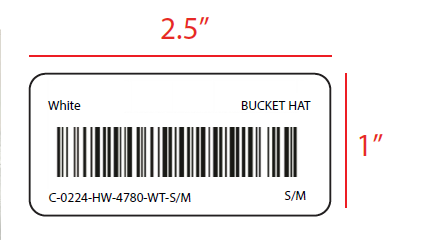 2.5”
White BUCKET HAT
1”
C-0224-HW-4780-WT-S/M S/M